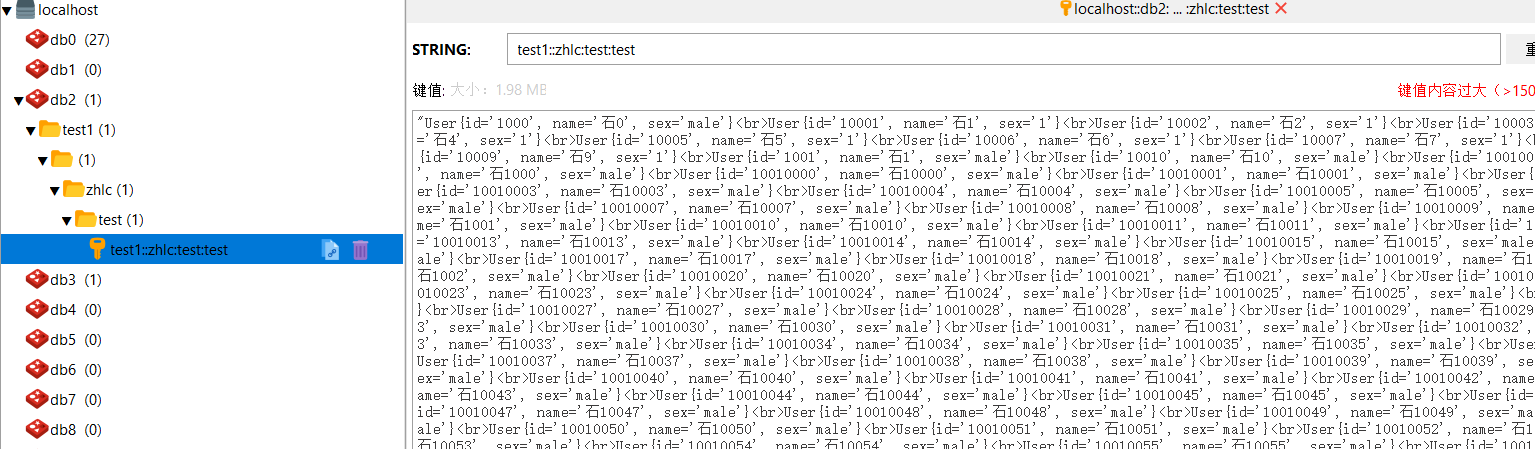 localhost
db0 (27)
db1 (0)
db2 (1)
test1 (1)
(1)
zhlc (1)
test (1)
test1::zhlc:test:test
db3 (1)
db4 (0)
db5 (0)
db6 (0)
db7 (0)
db8 (0)
localhost::db2: ... :zhlc:test:test
STRING: test1::zhlc:test:test
键值: 大小: 1.98 MB 键值内容过大（>150
"User{id='1000', name='石0', sex='male'}<br>User{id='10001', name='石1', sex='1'}<br>User{id='10002', name='石2', sex='1'}<br>User{id='10003
='石4', sex='1'}<br>User{id='10005', name='石5', sex='1'}<br>User{id='10006', name='石6', sex='1'}<br>User{id='10007', name='石7', sex='1'}<b
{id='10009', name='石9', sex='1'}<br>User{id='1001', name='石1', sex='male'}<br>User{id='10010', name='石10', sex='male'}<br>User{id='100100
', name='石1000', sex='male'}<br>User{id='10010000', name='石10000', sex='male'}<br>User{id='10010001', name='石10001', sex='male'}<br>User{
er{id='10010003', name='石10003', sex='male'}<br>User{id='10010004', name='石10004', sex='male'}<br>User{id='10010005', name='石10005', sex=
ex='male'}<br>User{id='10010007', name='石10007', sex='male'}<br>User{id='10010008', name='石10008', sex='male'}<br>User{id='10010009', name
me='石1001', sex='male'}<br>User{id='10010010', name='石10010', sex='male'}<br>User{id='10010011', name='石10011', sex='male'}<br>User{id='1
='10010013', name='石10013', sex='male'}<br>User{id='10010014', name='石10014', sex='male'}<br>User{id='10010015', name='石10015', sex='male
ale'}<br>User{id='10010017', name='石10017', sex='male'}<br>User{id='10010018', name='石10018', sex='male'}<br>User{id='10010019', name='石1
石1002', sex='male'}<br>User{id='10010020', name='石10020', sex='male'}<br>User{id='10010021', name='石10021', sex='male'}<br>User{id='10010
010023', name='石10023', sex='male'}<br>User{id='10010024', name='石10024', sex='male'}<br>User{id='10010025', name='石10025', sex='male'}<b
}<br>User{id='10010027', name='石10027', sex='male'}<br>User{id='10010028', name='石10028', sex='male'}<br>User{id='10010029', name='石10029
3', sex='male'}<br>User{id='10010030', name='石10030', sex='male'}<br>User{id='10010031', name='石10031', sex='male'}<br>User{id='10010032',
3', name='石10033', sex='male'}<br>User{id='10010034', name='石10034', sex='male'}<br>User{id='10010035', name='石10035', sex='male'}<br>User
User{id='10010037', name='石10037', sex='male'}<br>User{id='10010038', name='石10038', sex='male'}<br>User{id='10010039', name='石10039', se
ex='male'}<br>User{id='10010040', name='石10040', sex='male'}<br>User{id='10010041', name='石10041', sex='male'}<br>User{id='10010042', name
ame='石10043', sex='male'}<br>User{id='10010044', name='石10044', sex='male'}<br>User{id='10010045', name='石10045', sex='male'}<br>User{id=
id='10010047', name='石10047', sex='male'}<br>User{id='10010048', name='石10048', sex='male'}<br>User{id='10010049', name='石10049', sex='m
ale'}<br>User{id='10010050', name='石10050', sex='male'}<br>User{id='10010051', name='石10051', sex='male'}<br>User{id='10010052', name='石1
石10053', sex='male'}<br>User{id='10010054', name='石10054', sex='male'}<br>User{id='10010055', name='石10055', sex='male'}<br>User{id='100